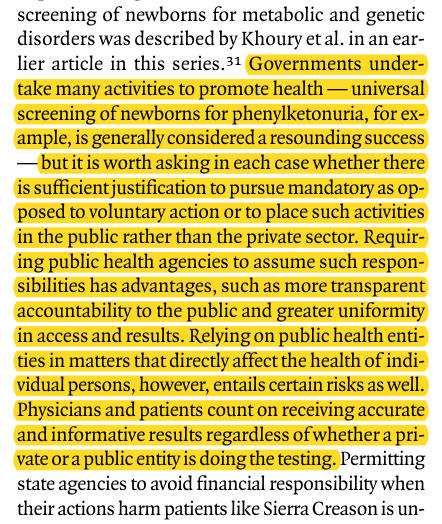 screening of newborns for metabolic and genetic
disorders was described by Khoury et al. in an ear-
lier article in this series.³¹ Governments under-
take many activities to promote health — universal
screening of newborns for phenylketonuria, for ex-
ample, is generally considered a resounding success
— but it is worth asking in each case whether there
is sufficient justification to pursue mandatory as op-
posed to voluntary action or to place such activities
in the public rather than the private sector. Requir-
ing public health agencies to assume such respon-
sibilities has advantages, such as more transparent
accountability to the public and greater uniformity
in access and results. Relying on public health enti-
ties in matters that directly affect the health of indi-
vidual persons, however, entails certain risks as well.
Physicians and patients count on receiving accurate
and informative results regardless of whether a pri-
vate or a public entity is doing the testing. Permitting
state agencies to avoid financial responsibility when
their actions harm patients like Sierra Creason is un-